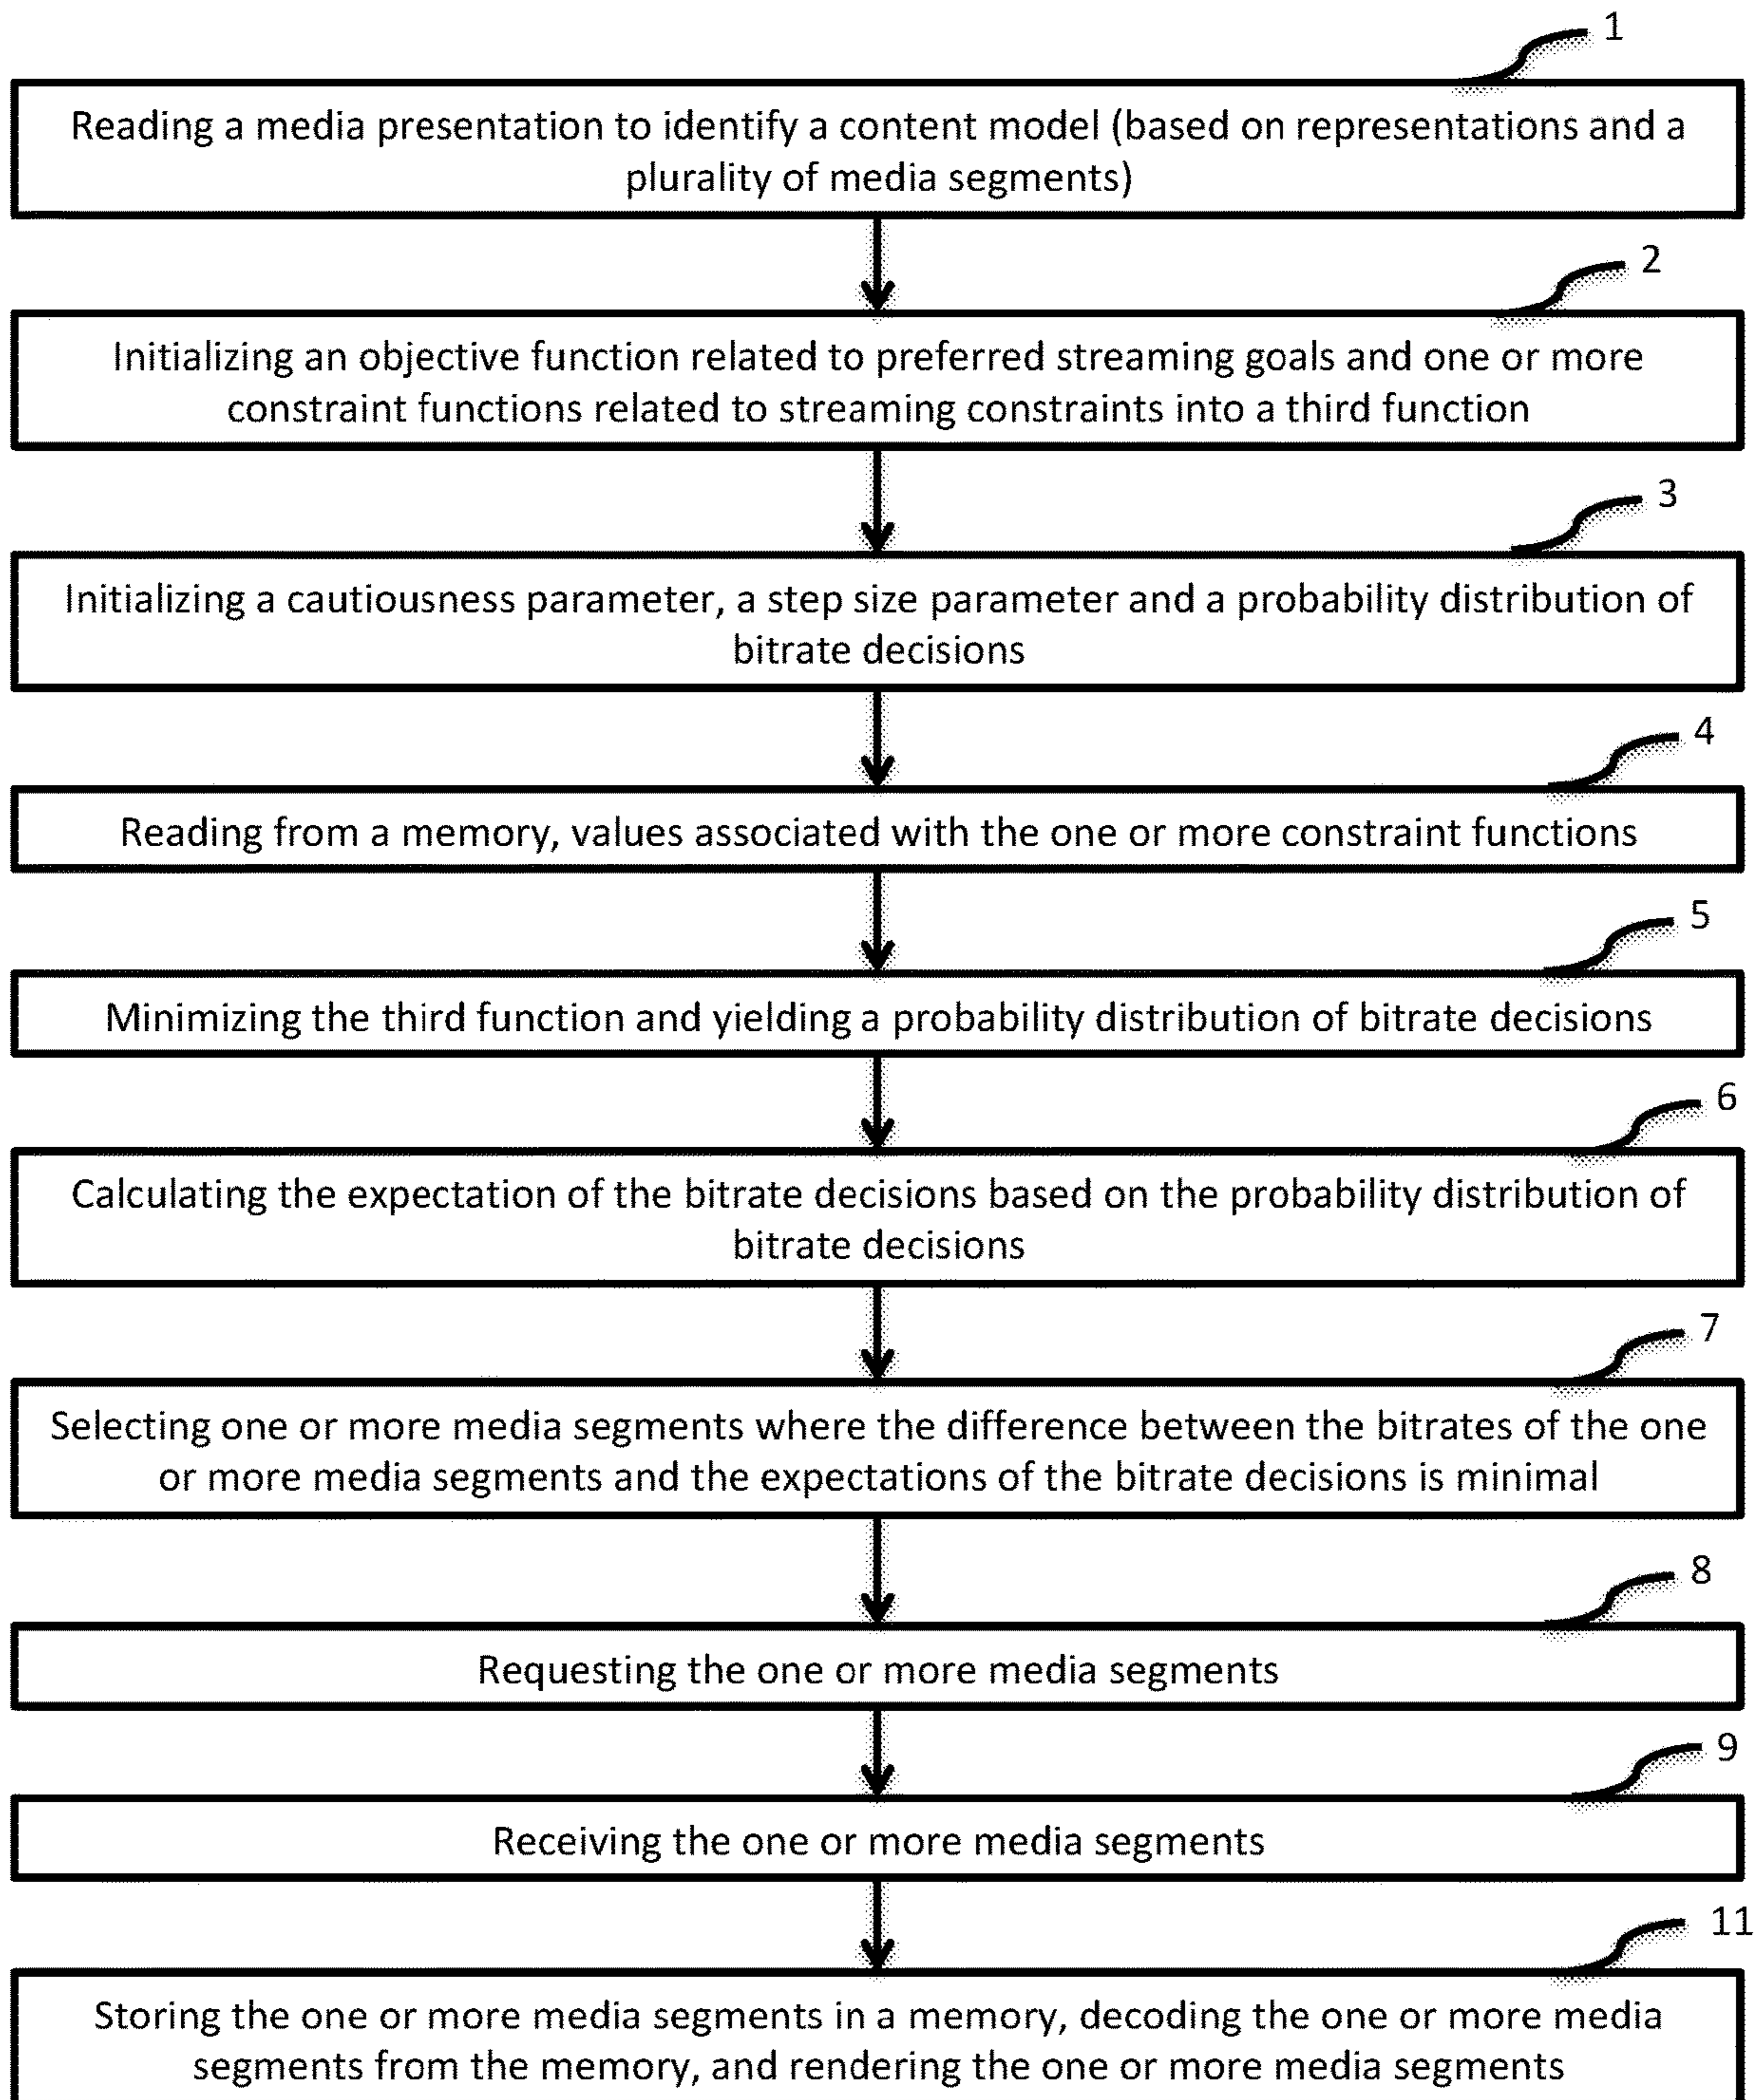 1
Reading a media presentation to identify a content model (based on representations and a
plurality of media segments)
2
Initializing an objective function related to preferred streaming goals and one or more
constraint functions related to streaming constraints into a third function
3
Initializing a cautiousness parameter, a step size parameter and a probability distribution of
bitrate decisions
4
Reading from a memory, values associated with the one or more constraint functions
5
Minimizing the third function and yielding a probability distribution of bitrate decisions
6
Calculating the expectation of the bitrate decisions based on the probability distribution of
bitrate decisions
7
Selecting one or more media segments where the difference between the bitrates of the one
or more media segments and the expectations of the bitrate decisions is minimal
8
Requesting the one or more media segments
9
Receiving the one or more media segments
11
Storing the one or more media segments in a memory, decoding the one or more media
segments from the memory, and rendering the one or more media segments